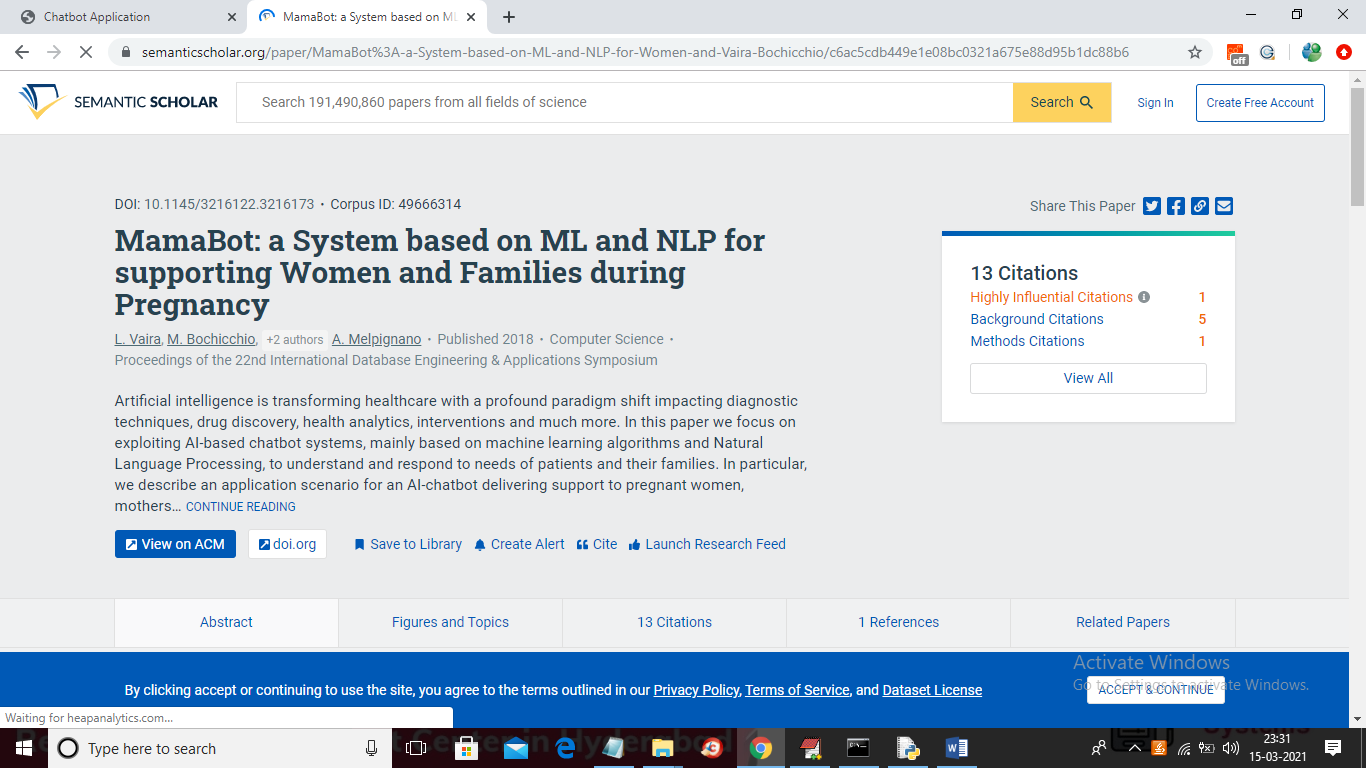 Chatbot Application
MamaBot: a System based on ML
semanticscholar.org/paper/MamaBot%3A-a-System-based-on-ML-and-NLP-for-Women-and-Vaira-Bochicchio/c6ac5cdb449e1e08bc0321a675e88d95b1dc88b6
off
SEMANTIC SCHOLAR
Search 191,490,860 papers from all fields of science
Search
Sign In
Create Free Account
DOI: 10.1145/3216122.3216173 • Corpus ID: 49666314
Share This Paper
MamaBot: a System based on ML and NLP for
supporting Women and Families during
Pregnancy
L. Vaira, M. Bochicchio, +2 authors A. Melpignano • Published 2018 • Computer Science •
Proceedings of the 22nd International Database Engineering & Applications Symposium
Artificial intelligence is transforming healthcare with a profound paradigm shift impacting diagnostic
techniques, drug discovery, health analytics, interventions and much more. In this paper we focus on
exploiting AI-based chatbot systems, mainly based on machine learning algorithms and Natural
Language Processing, to understand and respond to needs of patients and their families. In particular,
we describe an application scenario for an AI-chatbot delivering support to pregnant women,
mothers… CONTINUE READING
13 Citations
Highly Influential Citations 1
Background Citations 5
Methods Citations 1
View All
View on ACM
doi.org
Save to Library
Create Alert
Cite
Launch Research Feed
Abstract
Figures and Topics
13 Citations
1 References
Related Papers
By clicking accept or continuing to use the site, you agree to the terms outlined in our Privacy Policy, Terms of Service, and Dataset License
ACCEPT & CONTINUE
Activate Windows
Go to Settings to activate Windows.
Waiting for heapanalytics.com...
Type here to search
23:31
15-03-2021